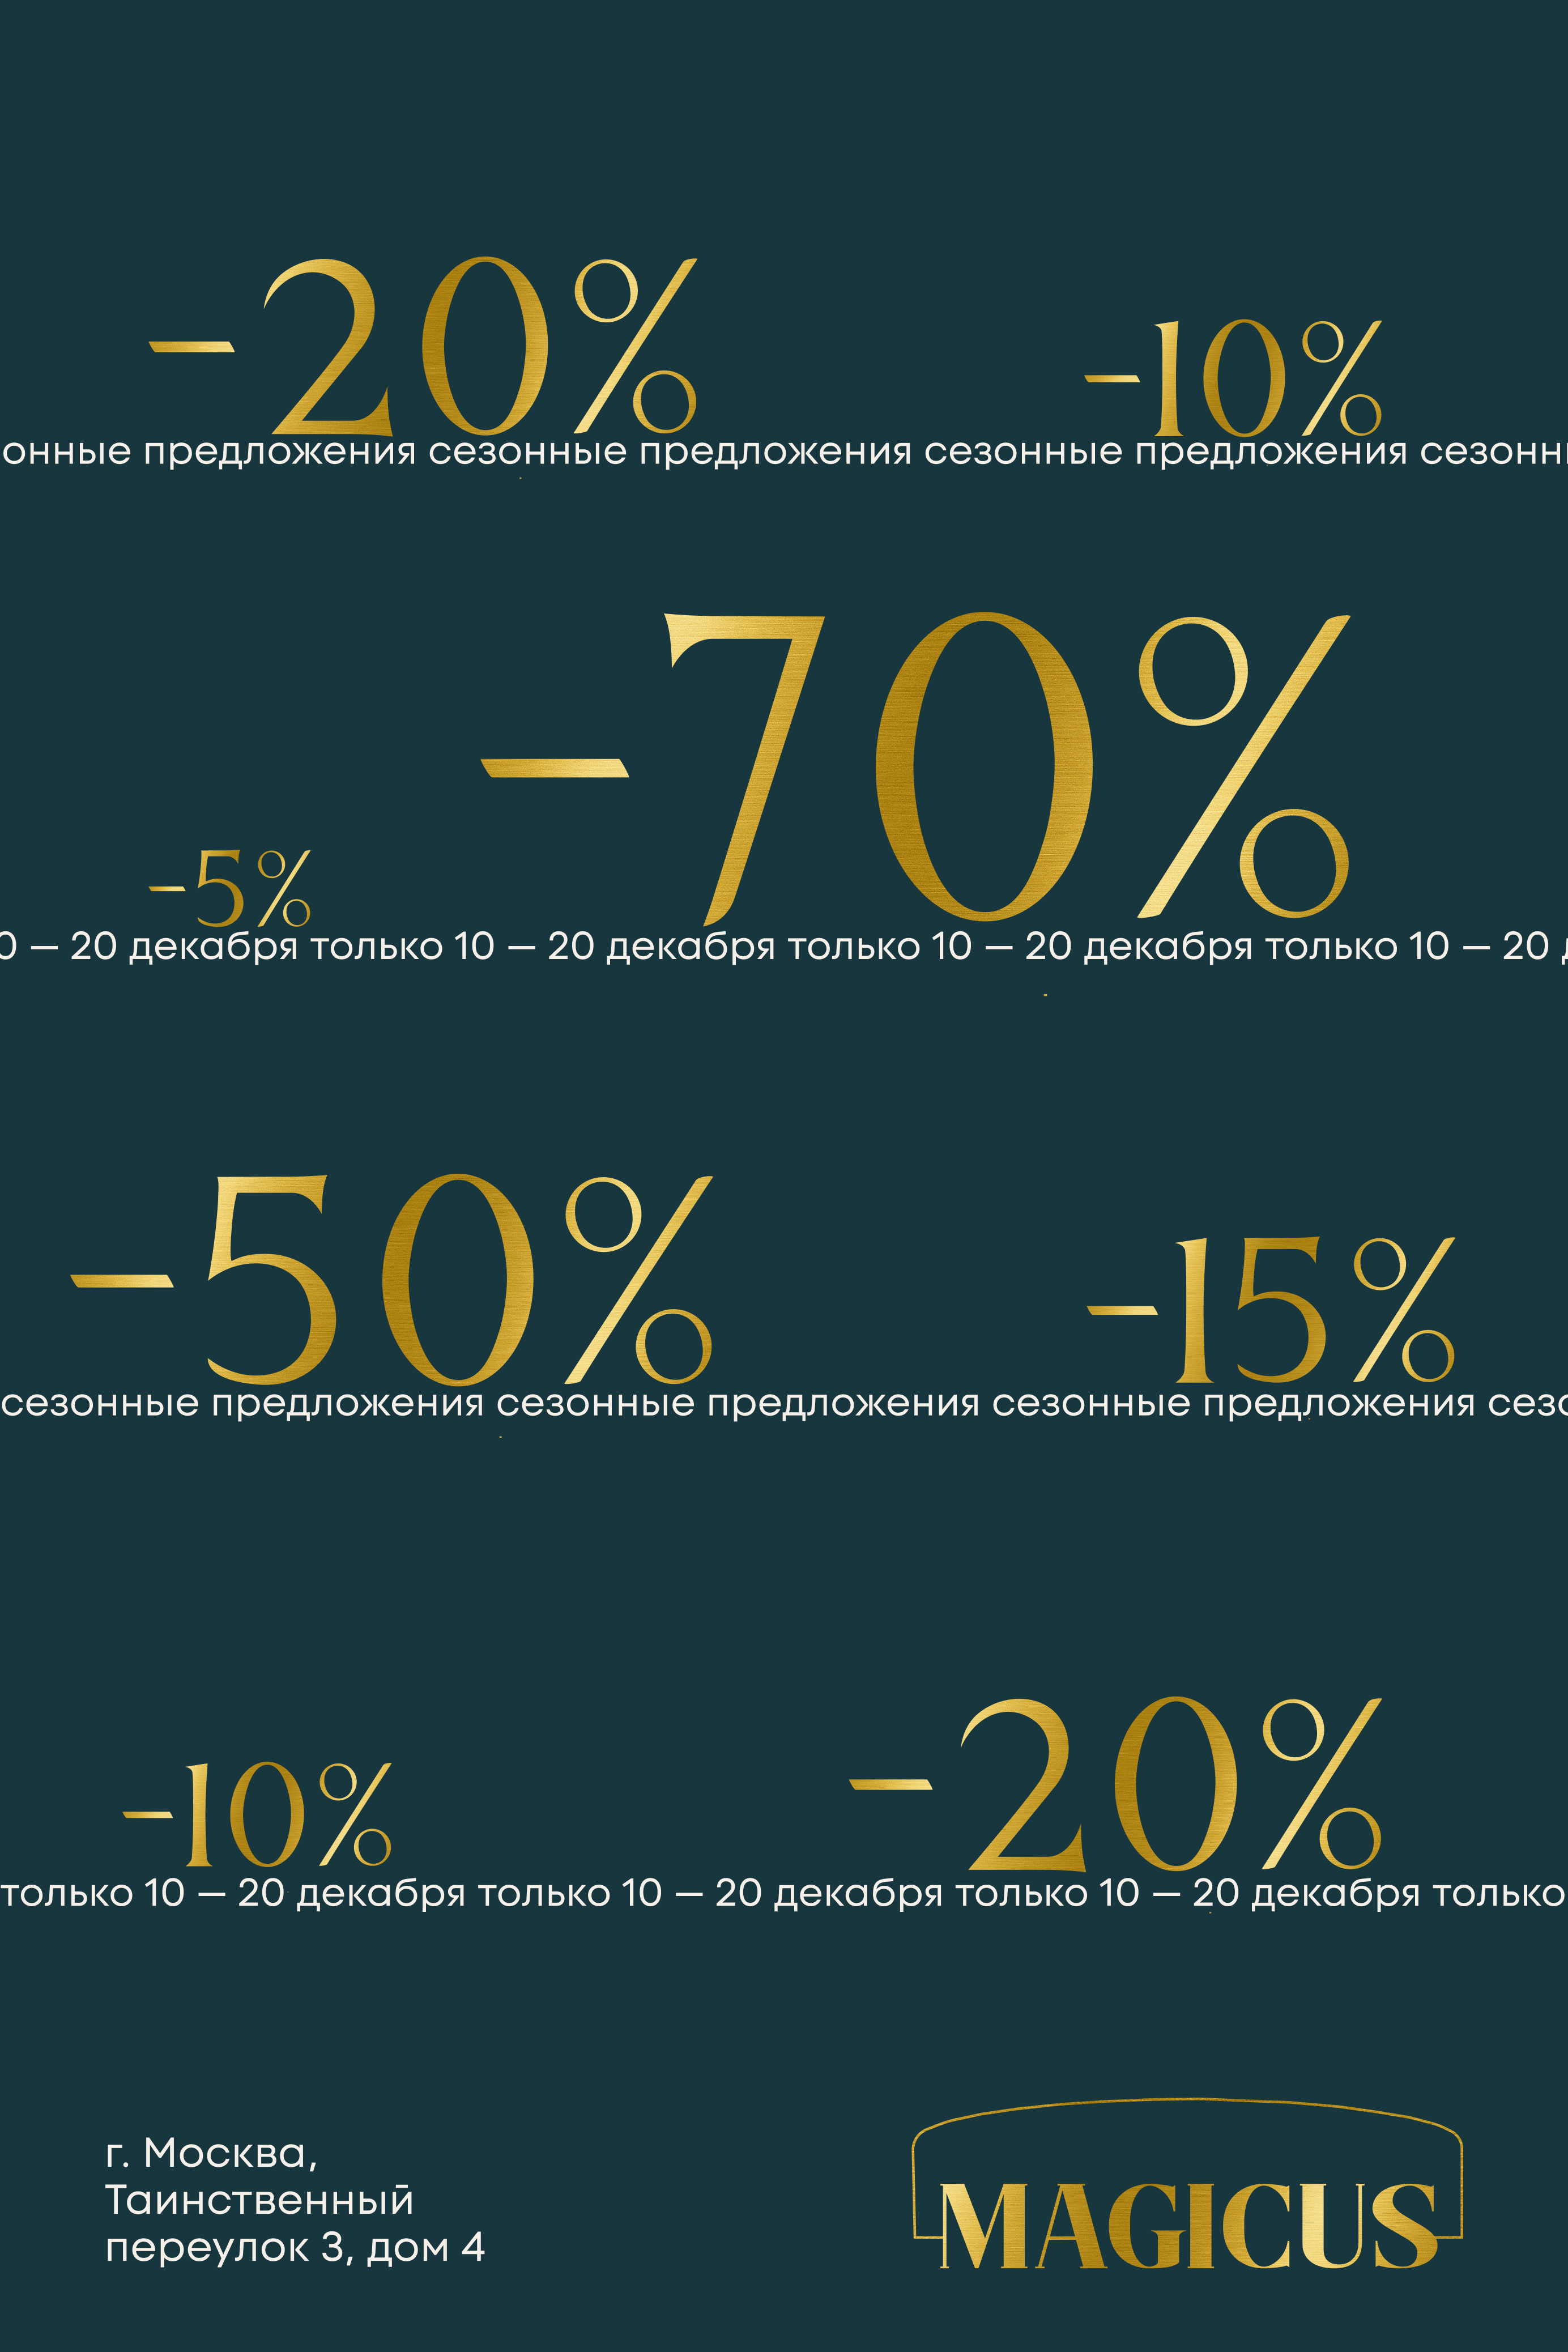 -20% -10%
онные предложения сезонные предложения сезонные предложения сезонн
-5% -70%
0 — 20 декабря только 10 — 20 декабря только 10 — 20 декабря только 10 — 20
-50% -15%
сезонные предложения сезонные предложения сезонные предложения сезо
-10% -20%
только 10 — 20 декабря только 10 — 20 декабря только 10 — 20 декабря только
г. Москва,
Таинственный
переулок 3, дом 4
MAGICUS